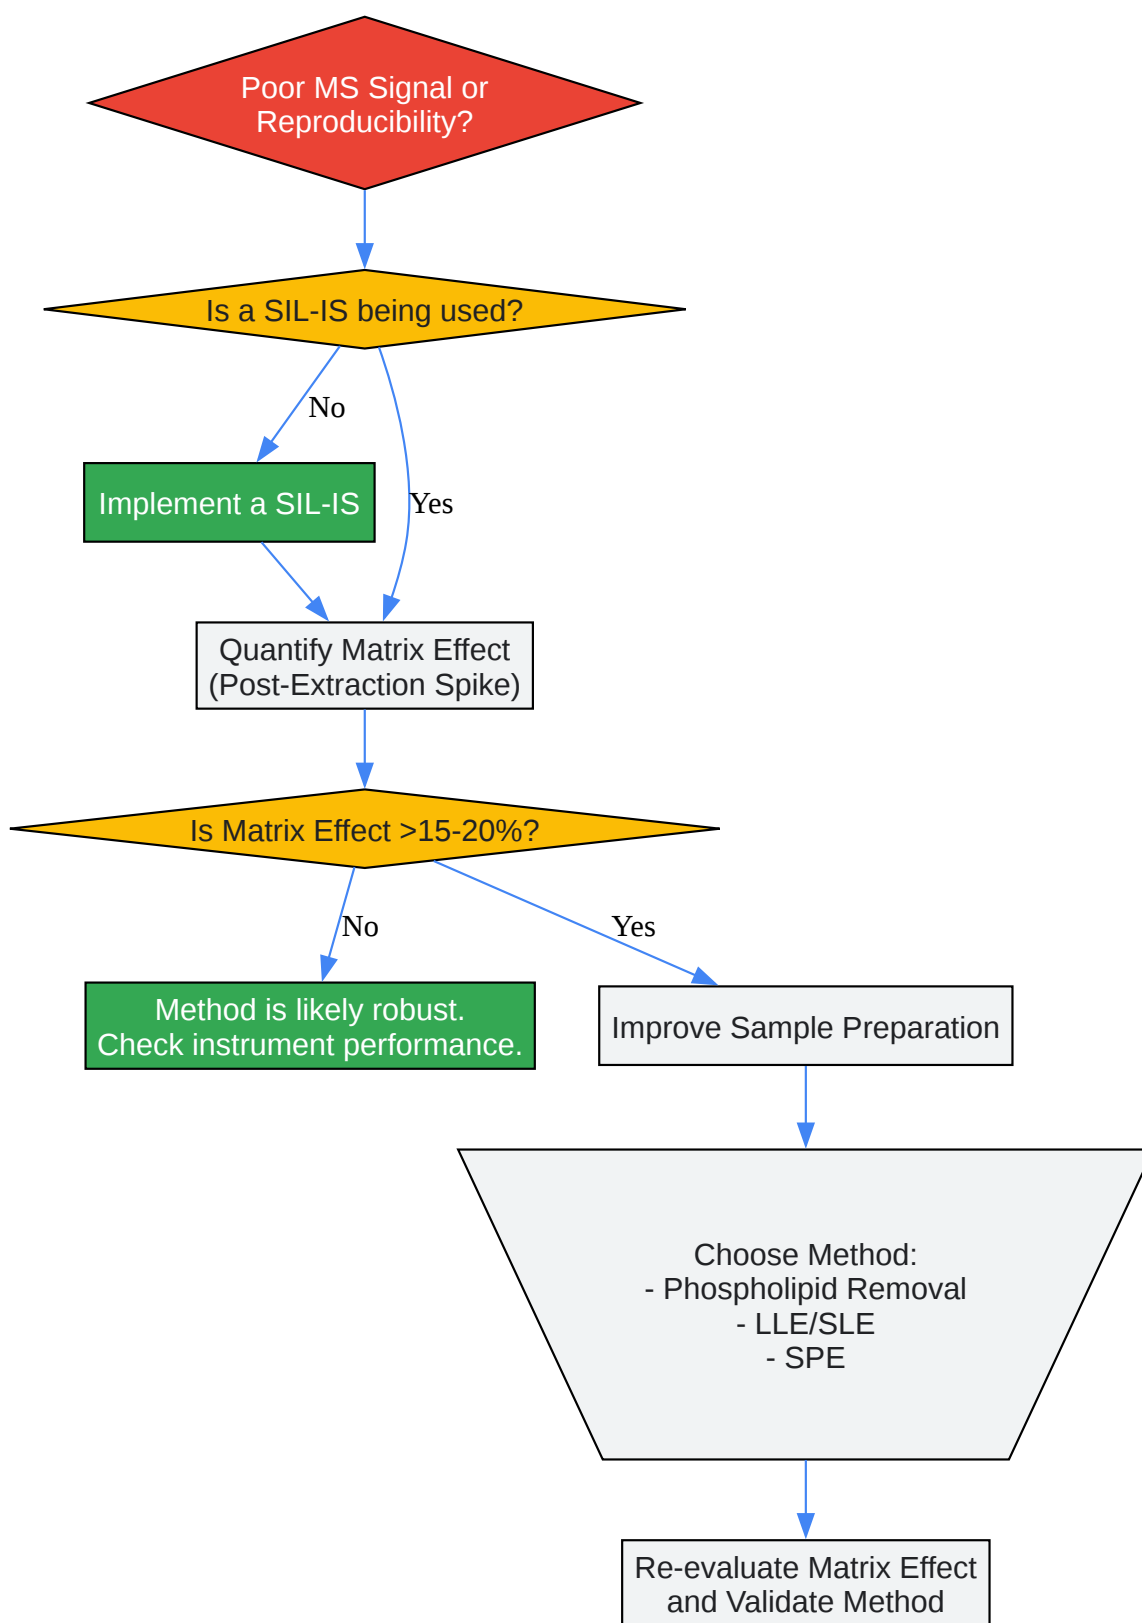 Poor MS Signal or
Reproducibility?
Is a SIL-IS being used?
No
Implement a SIL-IS
Yes
Quantify Matrix Effect
(Post-Extraction Spike)
Is Matrix Effect >15-20%?
No
Yes
Method is likely robust.
Check instrument performance.
Improve Sample Preparation
Choose Method:
- Phospholipid Removal
- LLE/SLE
- SPE
Re-evaluate Matrix Effect
and Validate Method